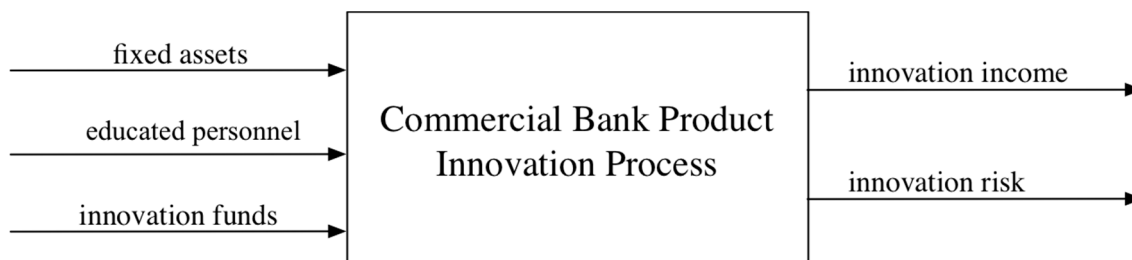 fixed assets
educated personnel
innovation funds
Commercial Bank Product
Innovation Process
innovation income
innovation risk